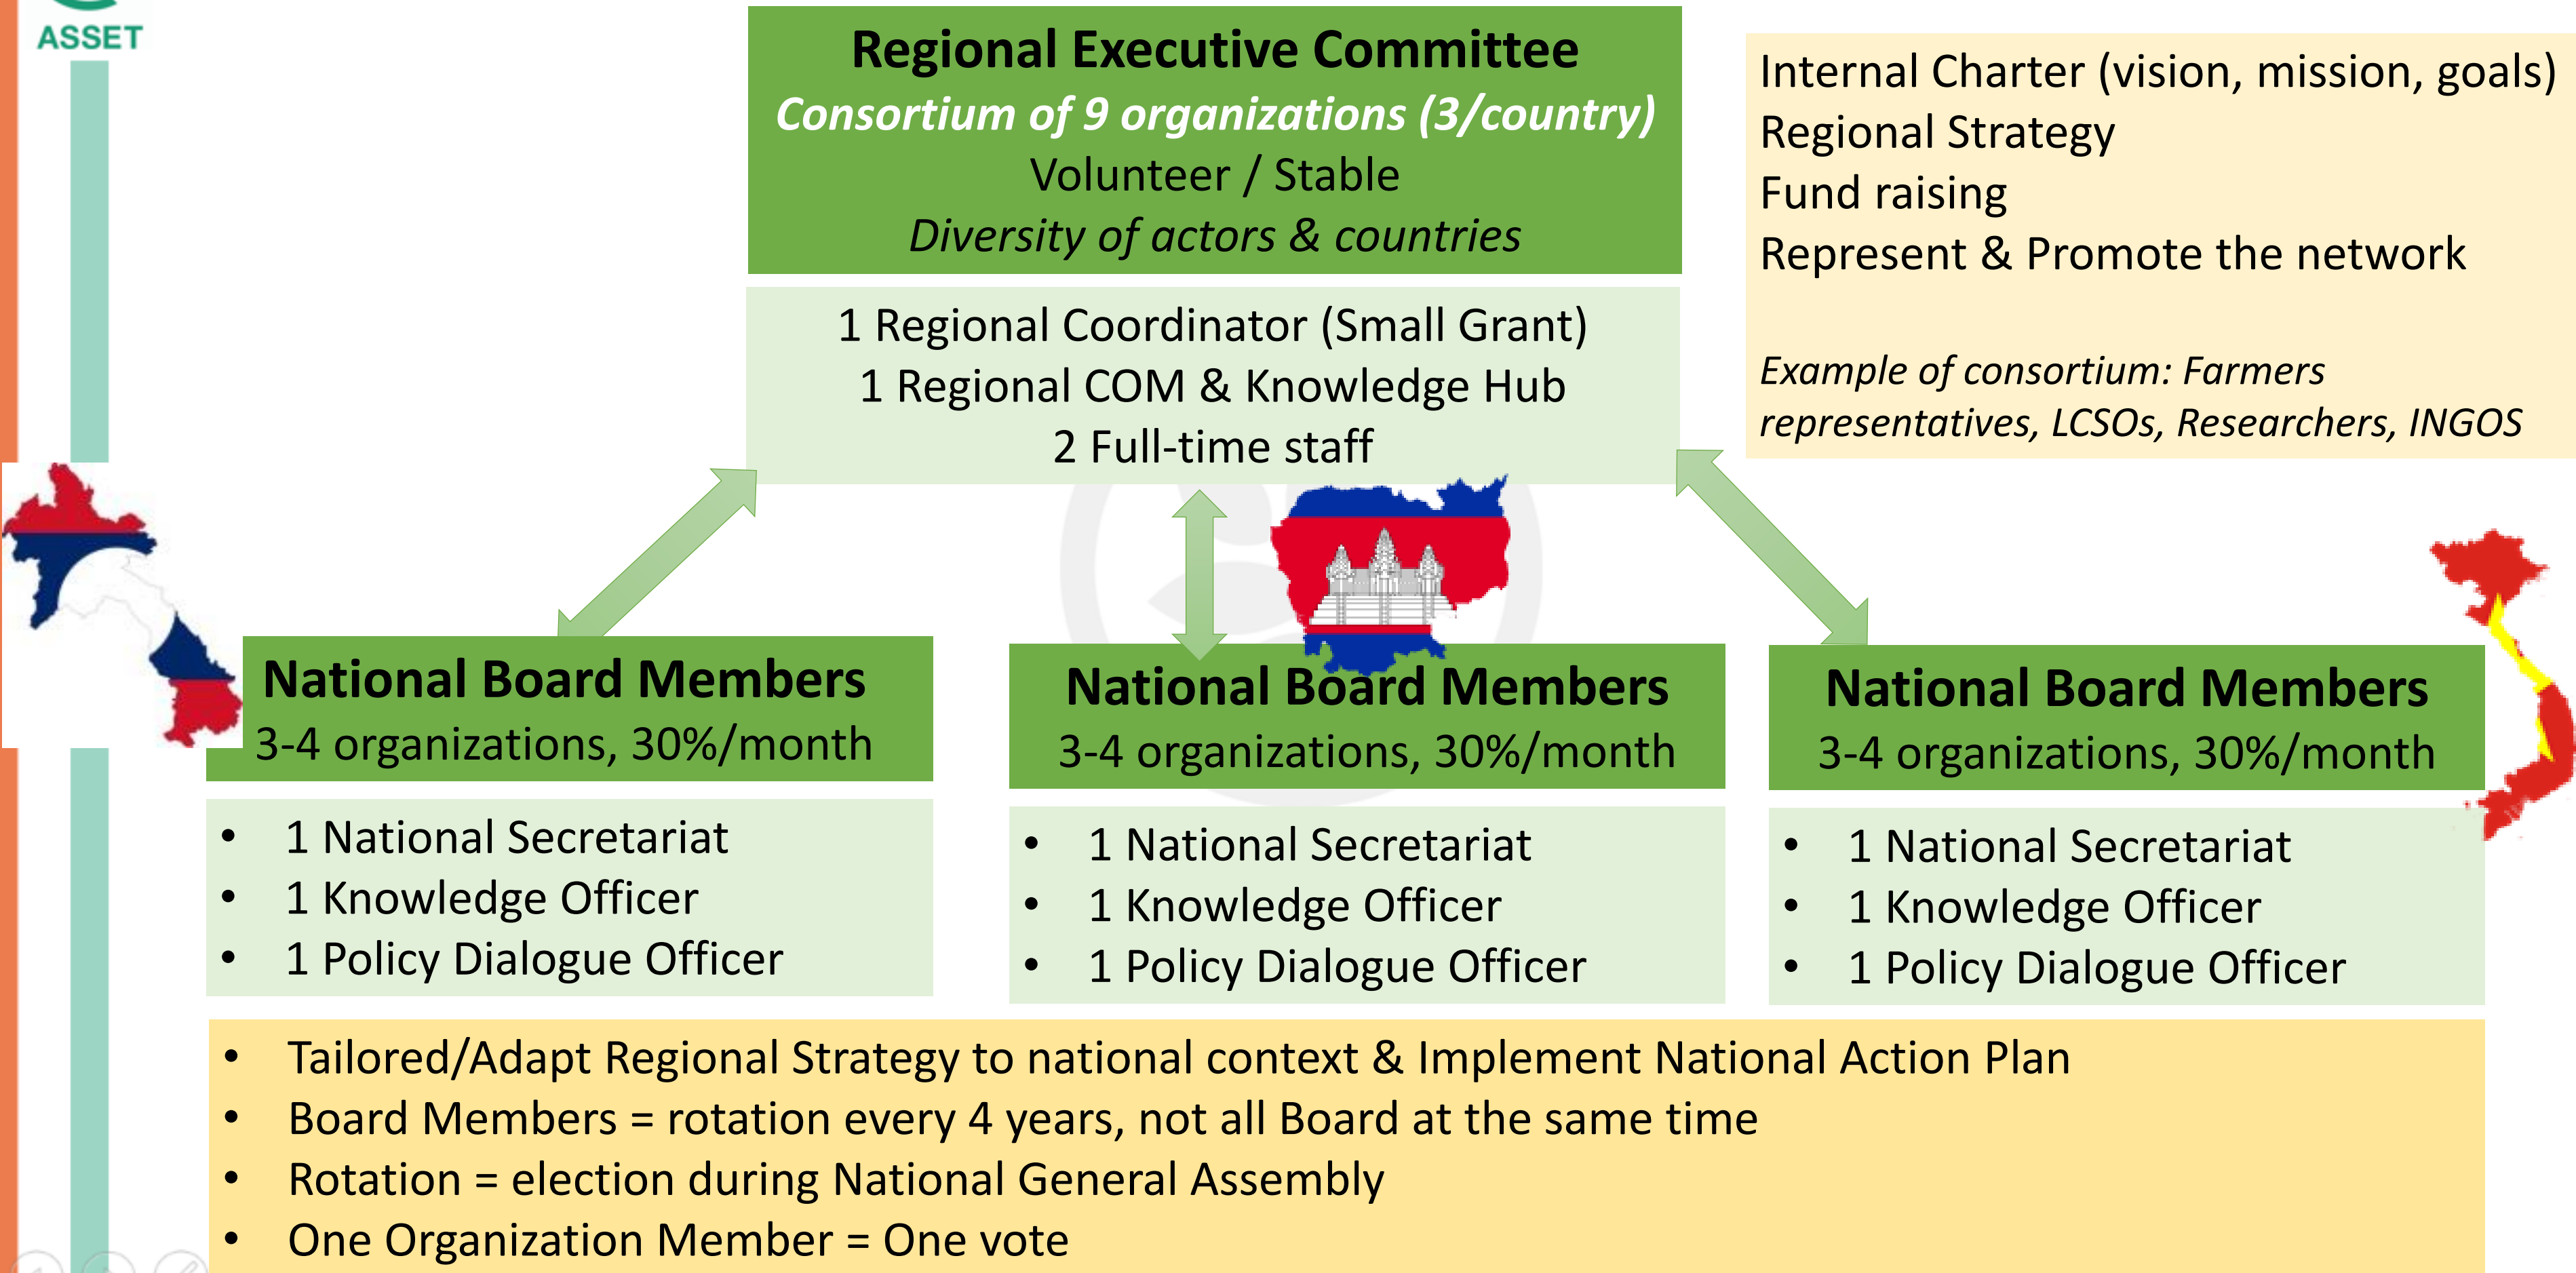 ASSET
Regional Executive Committee
Consortium of 9 organizations (3/country)
Volunteer / Stable
Diversity of actors & countries
1 Regional Coordinator (Small Grant)
1 Regional COM & Knowledge Hub
2 Full-time staff
Internal Charter (vision, mission, goals)
Regional Strategy
Fund raising
Represent & Promote the network
Example of consortium: Farmers
representatives, LCSOs, Researchers, INGOS
National Board Members
3-4 organizations, 30%/month
• 1 National Secretariat
• 1 Knowledge Officer
• 1 Policy Dialogue Officer
National Board Members
3-4 organizations, 30%/month
• 1 National Secretariat
• 1 Knowledge Officer
• 1 Policy Dialogue Officer
National Board Members
3-4 organizations, 30%/month
• 1 National Secretariat
• 1 Knowledge Officer
• 1 Policy Dialogue Officer
• Tailored/Adapt Regional Strategy to national context & Implement National Action Plan
• Board Members = rotation every 4 years, not all Board at the same time
• Rotation = election during National General Assembly
• One Organization Member = One vote